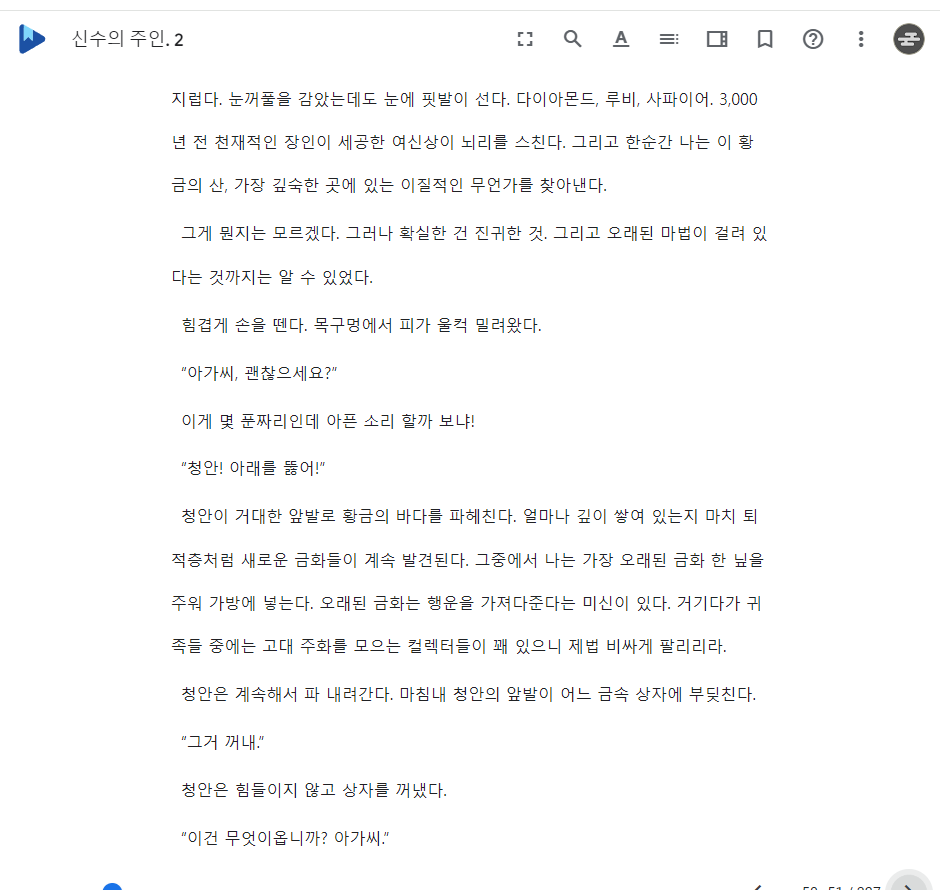 신수의 주인. 2
지럽다. 눈꺼풀을 감았는데도 눈에 핏발이 선다. 다이아몬드, 루비, 사파이어. 3,000
년 전 천재적인 장인이 세공한 여신상이 뇌리를 스친다. 그리고 한순간 나는 이 황
금의 산, 가장 깊숙한 곳에 있는 이질적인 무언가를 찾아낸다.
그게 뭔지는 모르겠다. 그러나 확실한 건 진귀한 것. 그리고 오래된 마법이 걸려 있
다는 것까지는 알 수 있었다.
힘겹게 손을 뗀다. 목구멍에서 피가 울컥 밀려왔다.
“아가씨, 괜찮으세요?”
이게 몇 푼짜리인데 아픈 소리 할까 보냐!
“청안! 아래를 뚫어!”
청안이 거대한 앞발로 황금의 바다를 파헤친다. 얼마나 깊이 쌓여 있는지 마치 퇴
적층처럼 새로운 금화들이 계속 발견된다. 그중에서 나는 가장 오래된 금화 한 닢을
주워 가방에 넣는다. 오래된 금화는 행운을 가져다준다는 미신이 있다. 거기다가 귀
족들 중에는 고대 주화를 모으는 컬렉터들이 꽤 있으니 제법 비싸게 팔리리라.
청안은 계속해서 파 내려간다. 마침내 청안의 앞발이 어느 금속 상자에 부딪친다.
“그거 꺼내.”
청안은 힘들이지 않고 상자를 꺼냈다.
“이건 무엇이옵니까? 아가씨.”